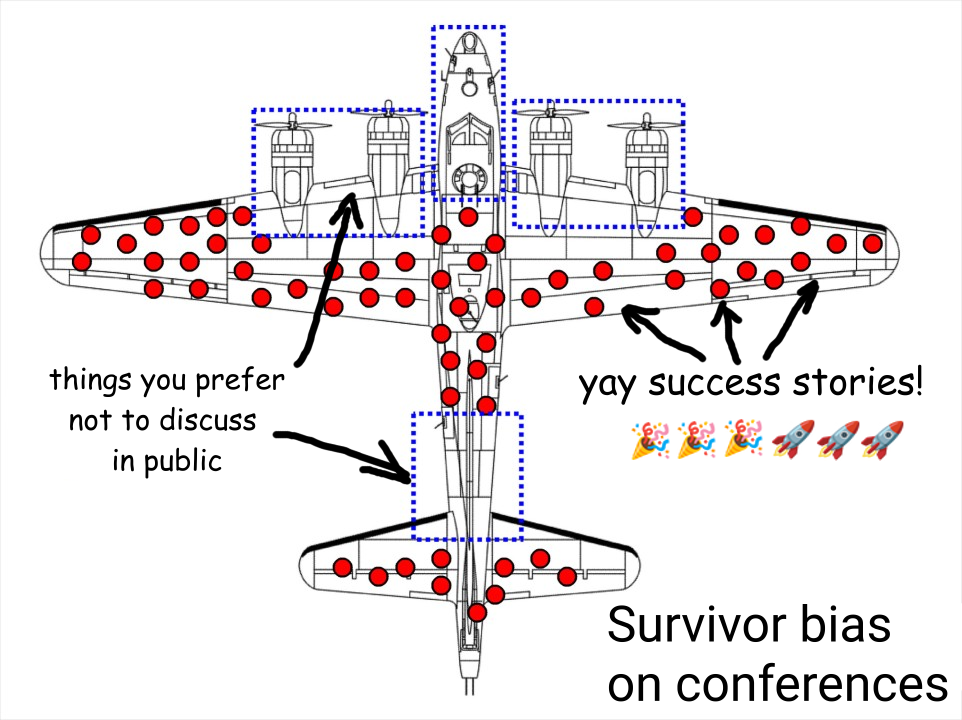 things you prefer
not to discuss
in public
yay success stories!
🎉🎉🎉🚀🚀🚀
Survivor bias
on conferences